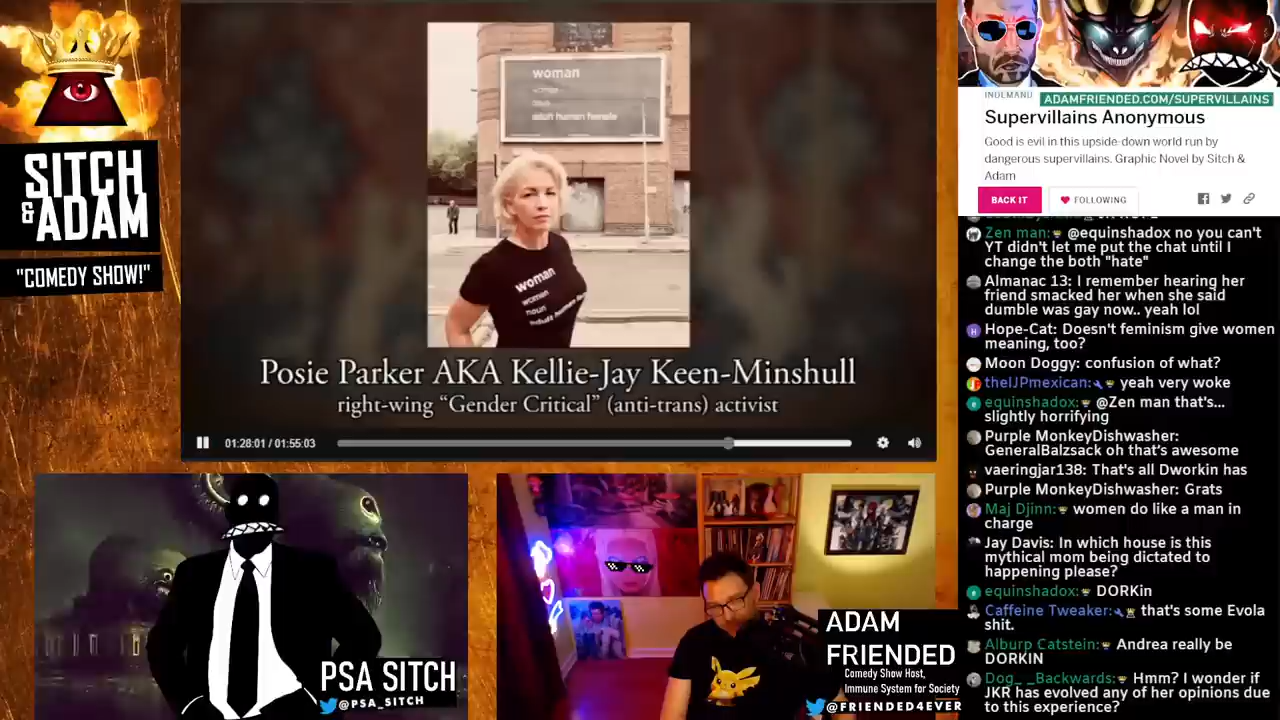 SITCH
& ADAM
"COMEDY SHOW!"
woman
adult human female
woman
woman
noun
Posie Parker AKA Kellie-Jay Keen-Minshull
right-wing “Gender Critical” (anti-trans) activist
01:28:01 / 01:55:03
PSA SITCH
@PSA_SITCH
ADAM
FRIENDED
Comedy Show Host,
Immune System for Society
@FRIENDED4EVER
INDEMAND
ADAMFRIENDED.COM/SUPERVILLAINS
Supervillains Anonymous
Good is evil in this upside-down world run by
dangerous supervillains. Graphic Novel by Sitch &
Adam
BACK IT
FOLLOWING
Zen man: @equinshadox no you can't
YT didn't let me put the chat until I
change the both "hate"
Almanac 13: I remember hearing her
friend smacked her when she said
dumble was gay now.. yeah lol
Hope-Cat: Doesn't feminism give women
meaning, too?
Moon Doggy: confusion of what?
theIJPmexican: yeah very woke
equinshadox: @Zen man that's...
slightly horrifying
Purple MonkeyDishwasher:
GeneralBalzsack oh that's awesome
vaeringjar138: That's all Dworkin has
Purple MonkeyDishwasher: Grats
Maj Djinn: women do like a man in
charge
Jay Davis: In which house is this
mythical mom being dictated to
happening please?
equinshadox: DORKin
Caffeine Tweaker: that's some Evola
shit.
Alburp Catstein: Andrea really be
DORKIN
Dog_ _Backwards: Hmm? I wonder if
JKR has evolved any of her opinions due
to this experience?